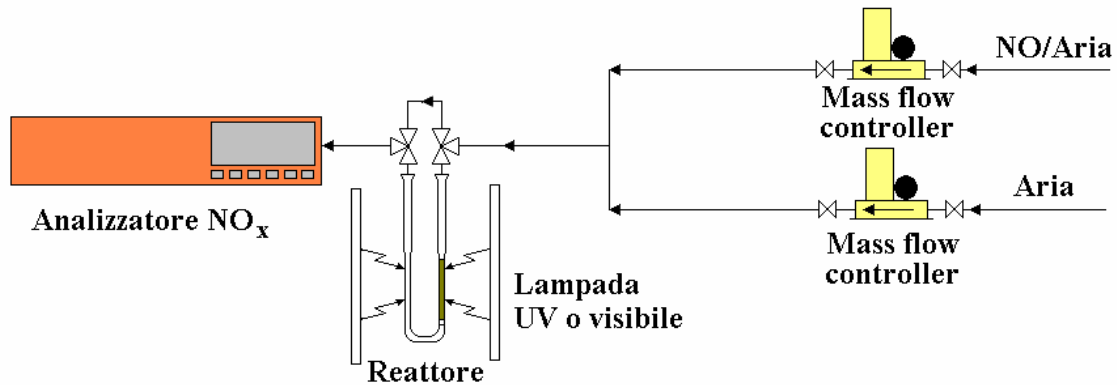 NO/Aria
Mass flow
controller
Aria
Mass flow
controller
Analizzatore NOx
Lampada
UV o visibile
Reattore